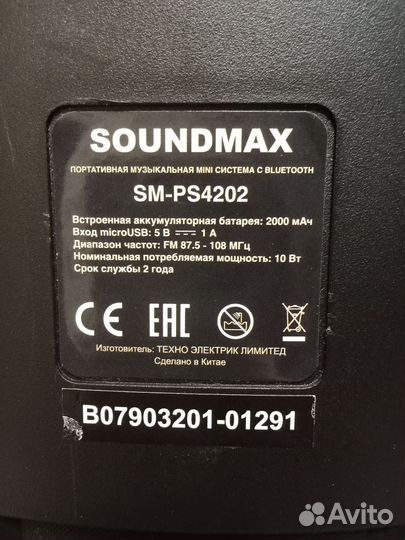 SOUNDMAX
ПОРТАТИВНАЯ МУЗЫКАЛЬНАЯ MINI СИСТЕМА С BLUETOOTH
SM-PS4202
Встроенная аккумуляторная батарея: 2000 мАч
Вход microUSB: 5 В ⎓ 1 А
Диапазон частот: FM 87.5 - 108 МГц
Номинальная потребляемая мощность: 10 Вт
Срок службы 2 года
CE EAC
Изготовитель: ТЕХНО ЭЛЕКТРИК ЛИМИТЕД
Сделано в Китае
B07903201-01291
Avito